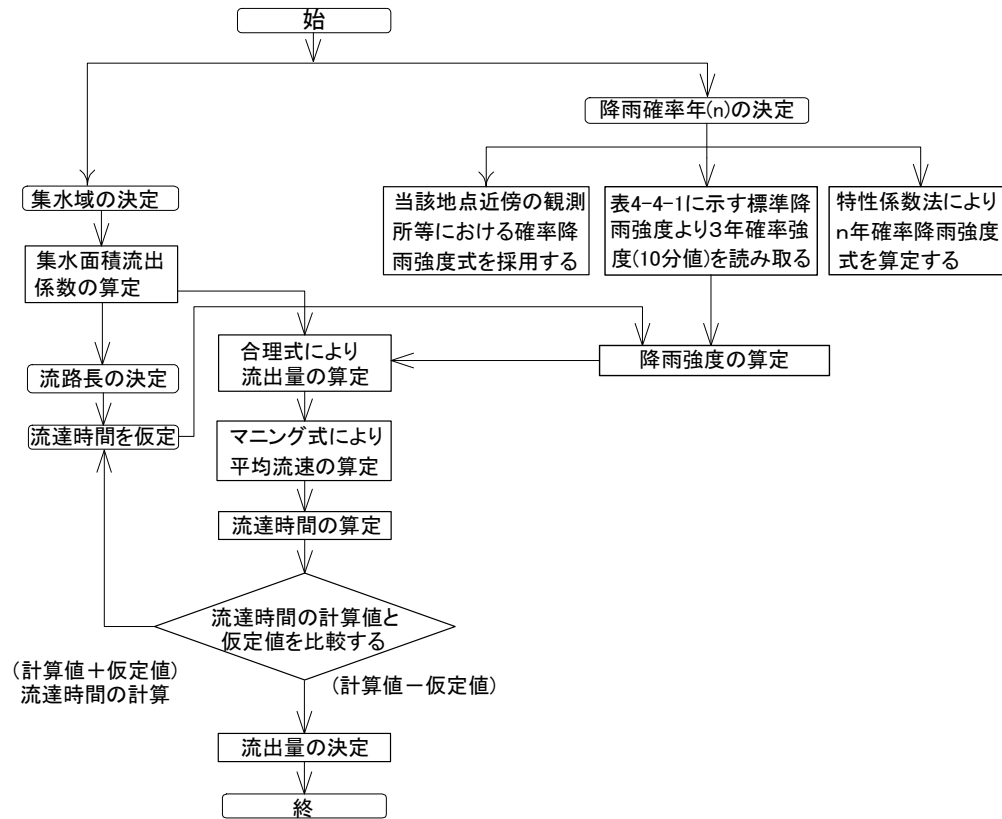 始
降雨確率年(n)の決定
集水域の決定
当該地点近傍の観測
所等における確率降
雨強度式を採用する
表4-4-1に示す標準降
雨強度より3年確率強
度(10分値)を読み取る
特性係数法により
n年確率降雨強度
式を算定する
集水面積流出
係数の算定
合理式により
流出量の算定
降雨強度の算定
流路長の決定
流達時間を仮定
マニング式により
平均流速の算定
流達時間の算定
流達時間の計算値と
仮定値を比較する
(計算値＋仮定値)
流達時間の計算
(計算値－仮定値)
流出量の決定
終